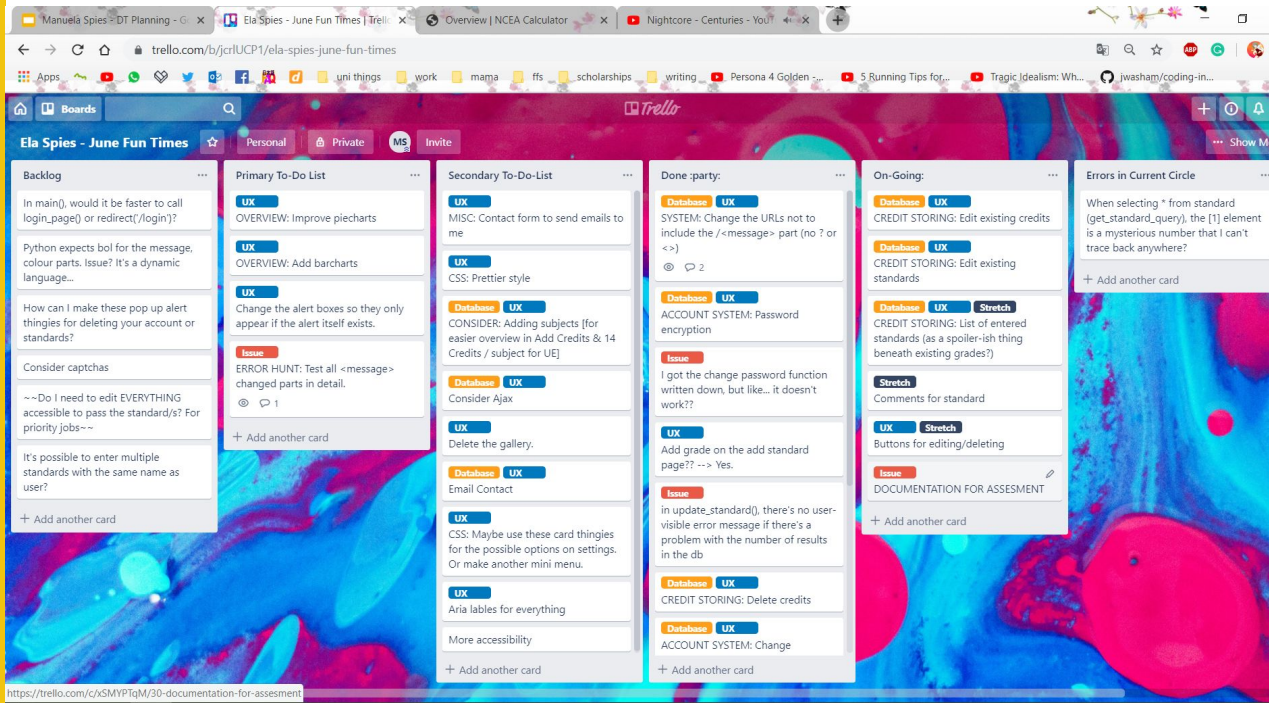 Manuela Spies - DT Planning - G
Ela Spies - June Fun Times | Trello
Overview | NCEA Calculator
Nightcore - Centuries - You
trello.com/b/jcrlUCP1/ela-spies-june-fun-times
ABP
Apps
uni things
work
mama
ffs
scholarships
writing
Persona 4 Golden -...
5 Running Tips for...
Tragic Idealism: Wh...
jwasham/coding-in...
Boards
Trello
Ela Spies - June Fun Times
Personal
Private
MS
Invite
... Show M
Backlog
In main(), would it be faster to call
login_page() or redirect('/login')?
Python expects bol for the message,
colour parts. Issue? It's a dynamic
language...
How can I make these pop up alert
thingies for deleting your account or
standards?
Consider captchas
~~Do I need to edit EVERYTHING
accessible to pass the standard/s? For
priority jobs~~
It's possible to enter multiple
standards with the same name as
user?
+ Add another card
Primary To-Do List
UX
OVERVIEW: Improve piecharts
UX
OVERVIEW: Add barcharts
UX
Change the alert boxes so they only
appear if the alert itself exists.
Issue
ERROR HUNT: Test all <message>
changed parts in detail.
1
+ Add another card
Secondary To-Do-List
UX
MISC: Contact form to send emails to
me
UX
CSS: Prettier style
Database UX
CONSIDER: Adding subjects [for
easier overview in Add Credits & 14
Credits / subject for UE]
Database UX
Consider Ajax
UX
Delete the gallery.
Database UX
Email Contact
UX
CSS: Maybe use these card thingies
for the possible options on settings.
Or make another mini menu.
UX
Aria lables for everything
More accessibility
+ Add another card
Done :party:
Database UX
SYSTEM: Change the URLs not to
include the /<message> part (no ? or
<>)
2
Database UX
ACCOUNT SYSTEM: Password
encryption
Issue
I got the change password function
written down, but like... it doesn't
work??
UX
Add grade on the add standard
page?? --> Yes.
Issue
in update_standard(), there's no user-
visible error message if there's a
problem with the number of results
in the db
Database UX
CREDIT STORING: Delete credits
Database UX
ACCOUNT SYSTEM: Change
+ Add another card
On-Going:
Database UX
CREDIT STORING: Edit existing credits
Database UX
CREDIT STORING: Edit existing
standards
Database UX Stretch
CREDIT STORING: List of entered
standards (as a spoiler-ish thing
beneath existing grades?)
Stretch
Comments for standard
UX Stretch
Buttons for editing/deleting
Issue
DOCUMENTATION FOR ASSESMENT
+ Add another card
Errors in Current Circle
When selecting * from standard
(get_standard_query), the [1] element
is a mysterious number that I can't
trace back anywhere?
+ Add another card
https://trello.com/c/xSMYPTqM/30-documentation-for-assesment